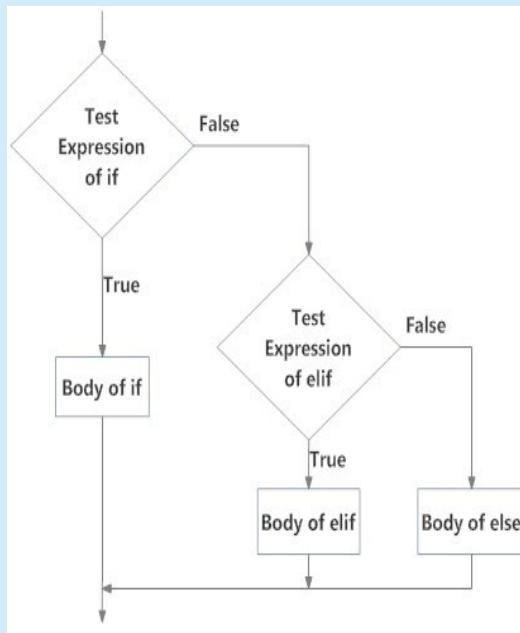 Test
Expression
of if
False
True
Body of if
Test
Expression
of elif
False
True
Body of elif
Body of else